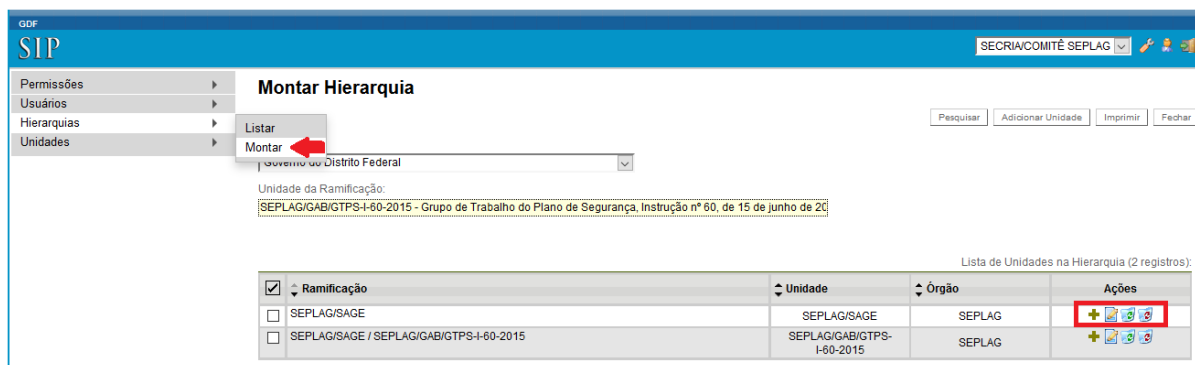 GDF
SIP
SECRIA/COMITÊ SEPLAG
Permissões
Usuários
Hierarquias
Unidades
Listar
Montar
Montar Hierarquia
Pesquisar Adicionar Unidade Imprimir Fechar
Governo do Distrito Federal
Unidade da Ramificação:
SEPLAG/GAB/GTPS-I-60-2015 - Grupo de Trabalho do Plano de Segurança, Instrução nº 60, de 15 de junho de 20
Lista de Unidades na Hierarquia (2 registros):
Ramificação Unidade Órgão Ações
SEPLAG/SAGE SEPLAG/SAGE SEPLAG
SEPLAG/SAGE / SEPLAG/GAB/GTPS-I-60-2015 SEPLAG/GAB/GTPS-
I-60-2015 SEPLAG